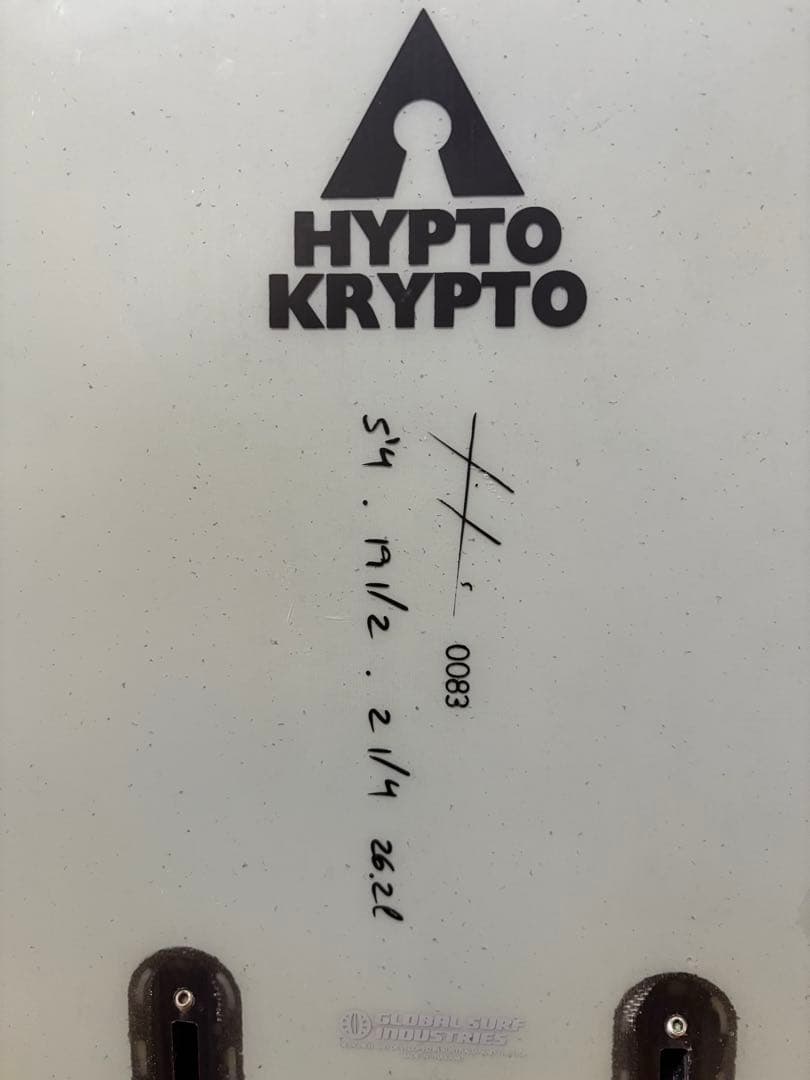 HYPTO
KRYPTO
0083
5'4 . 19 1/2 . 2 1/4 26.2l
GLOBAL SURF
INDUSTRIES